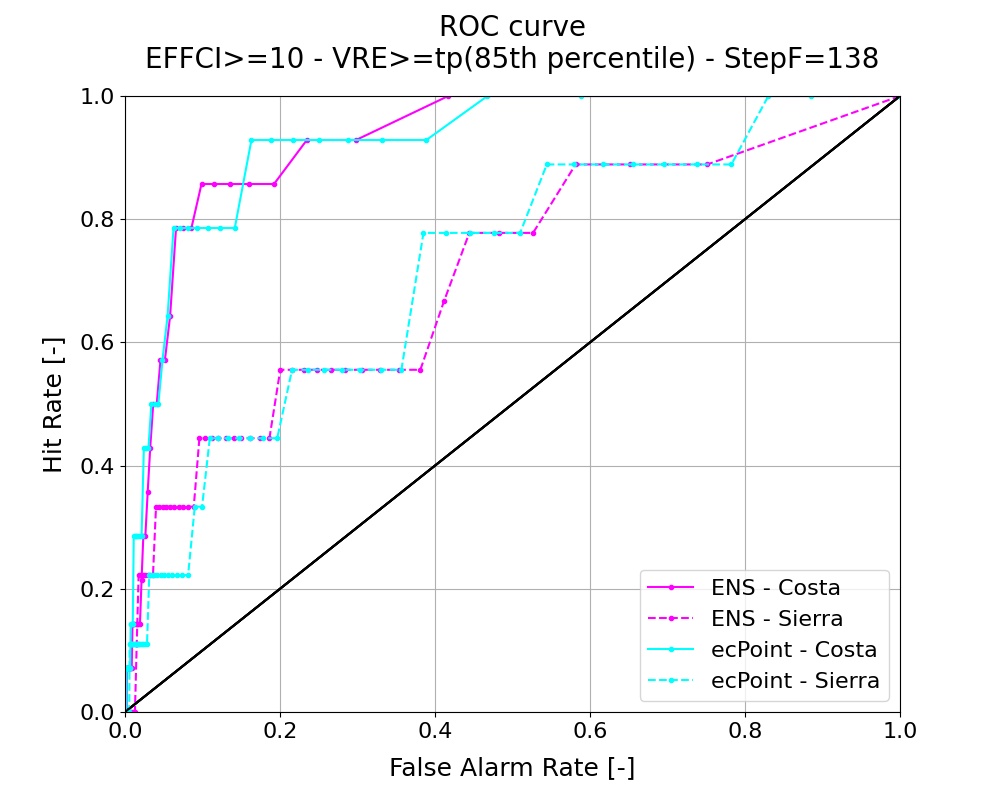 ROC curve
EFFCI>=10 - VRE>=tp(85th percentile) - StepF=138
1.0
0.8
0.6
0.4
0.2
0.0
Hit Rate [-]
0.0 0.2 0.4 0.6 0.8 1.0
False Alarm Rate [-]
ENS - Costa
ENS - Sierra
ecPoint - Costa
ecPoint - Sierra